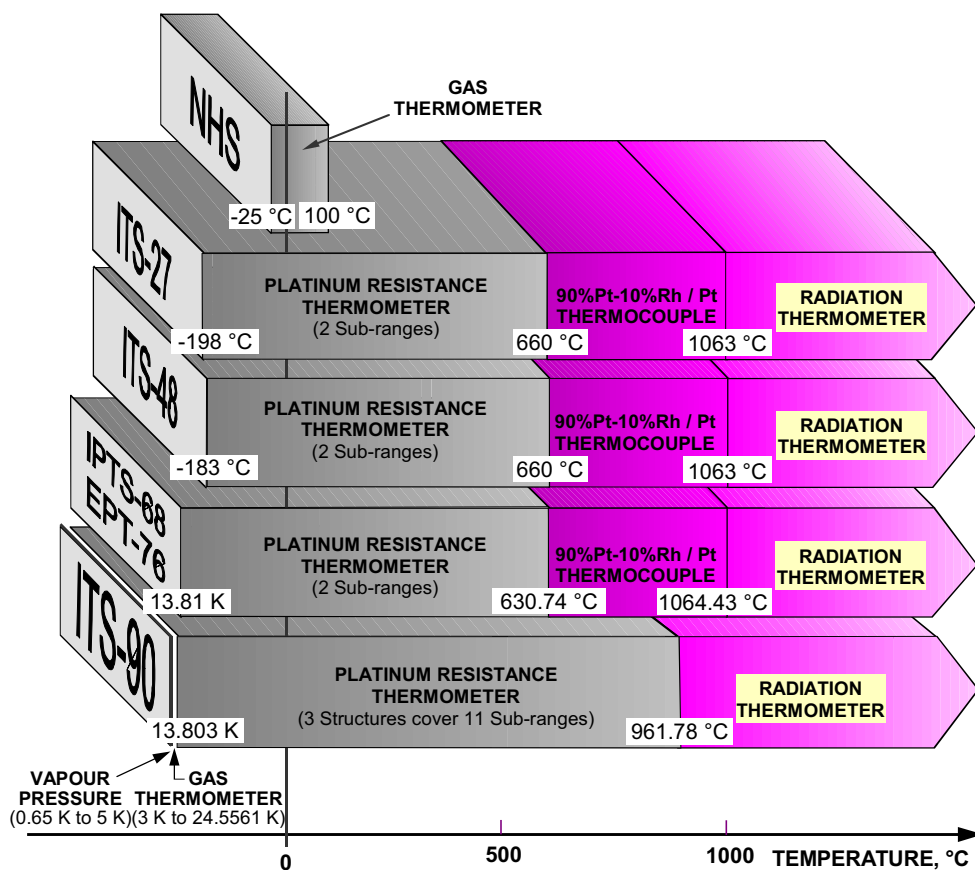 NHS
GAS
THERMOMETER
-25 °C
100 °C
ITS-27
PLATINUM RESISTANCE
THERMOMETER
(2 Sub-ranges)
90%Pt-10%Rh / Pt
THERMOCOUPLE
RADIATION
THERMOMETER
-198 °C
660 °C
1063 °C
ITS-48
PLATINUM RESISTANCE
THERMOMETER
(2 Sub-ranges)
90%Pt-10%Rh / Pt
THERMOCOUPLE
RADIATION
THERMOMETER
-183 °C
660 °C
1063 °C
IPTS-68
EPT-76
PLATINUM RESISTANCE
THERMOMETER
(2 Sub-ranges)
90%Pt-10%Rh / Pt
THERMOCOUPLE
RADIATION
THERMOMETER
13.81 K
630.74 °C
1064.43 °C
ITS-90
PLATINUM RESISTANCE
THERMOMETER
(3 Structures cover 11 Sub-ranges)
RADIATION
THERMOMETER
13.803 K
961.78 °C
VAPOUR
PRESSURE
(0.65 K to 5 K)
GAS
THERMOMETER
(3 K to 24.5561 K)
0
500
1000
TEMPERATURE, °C